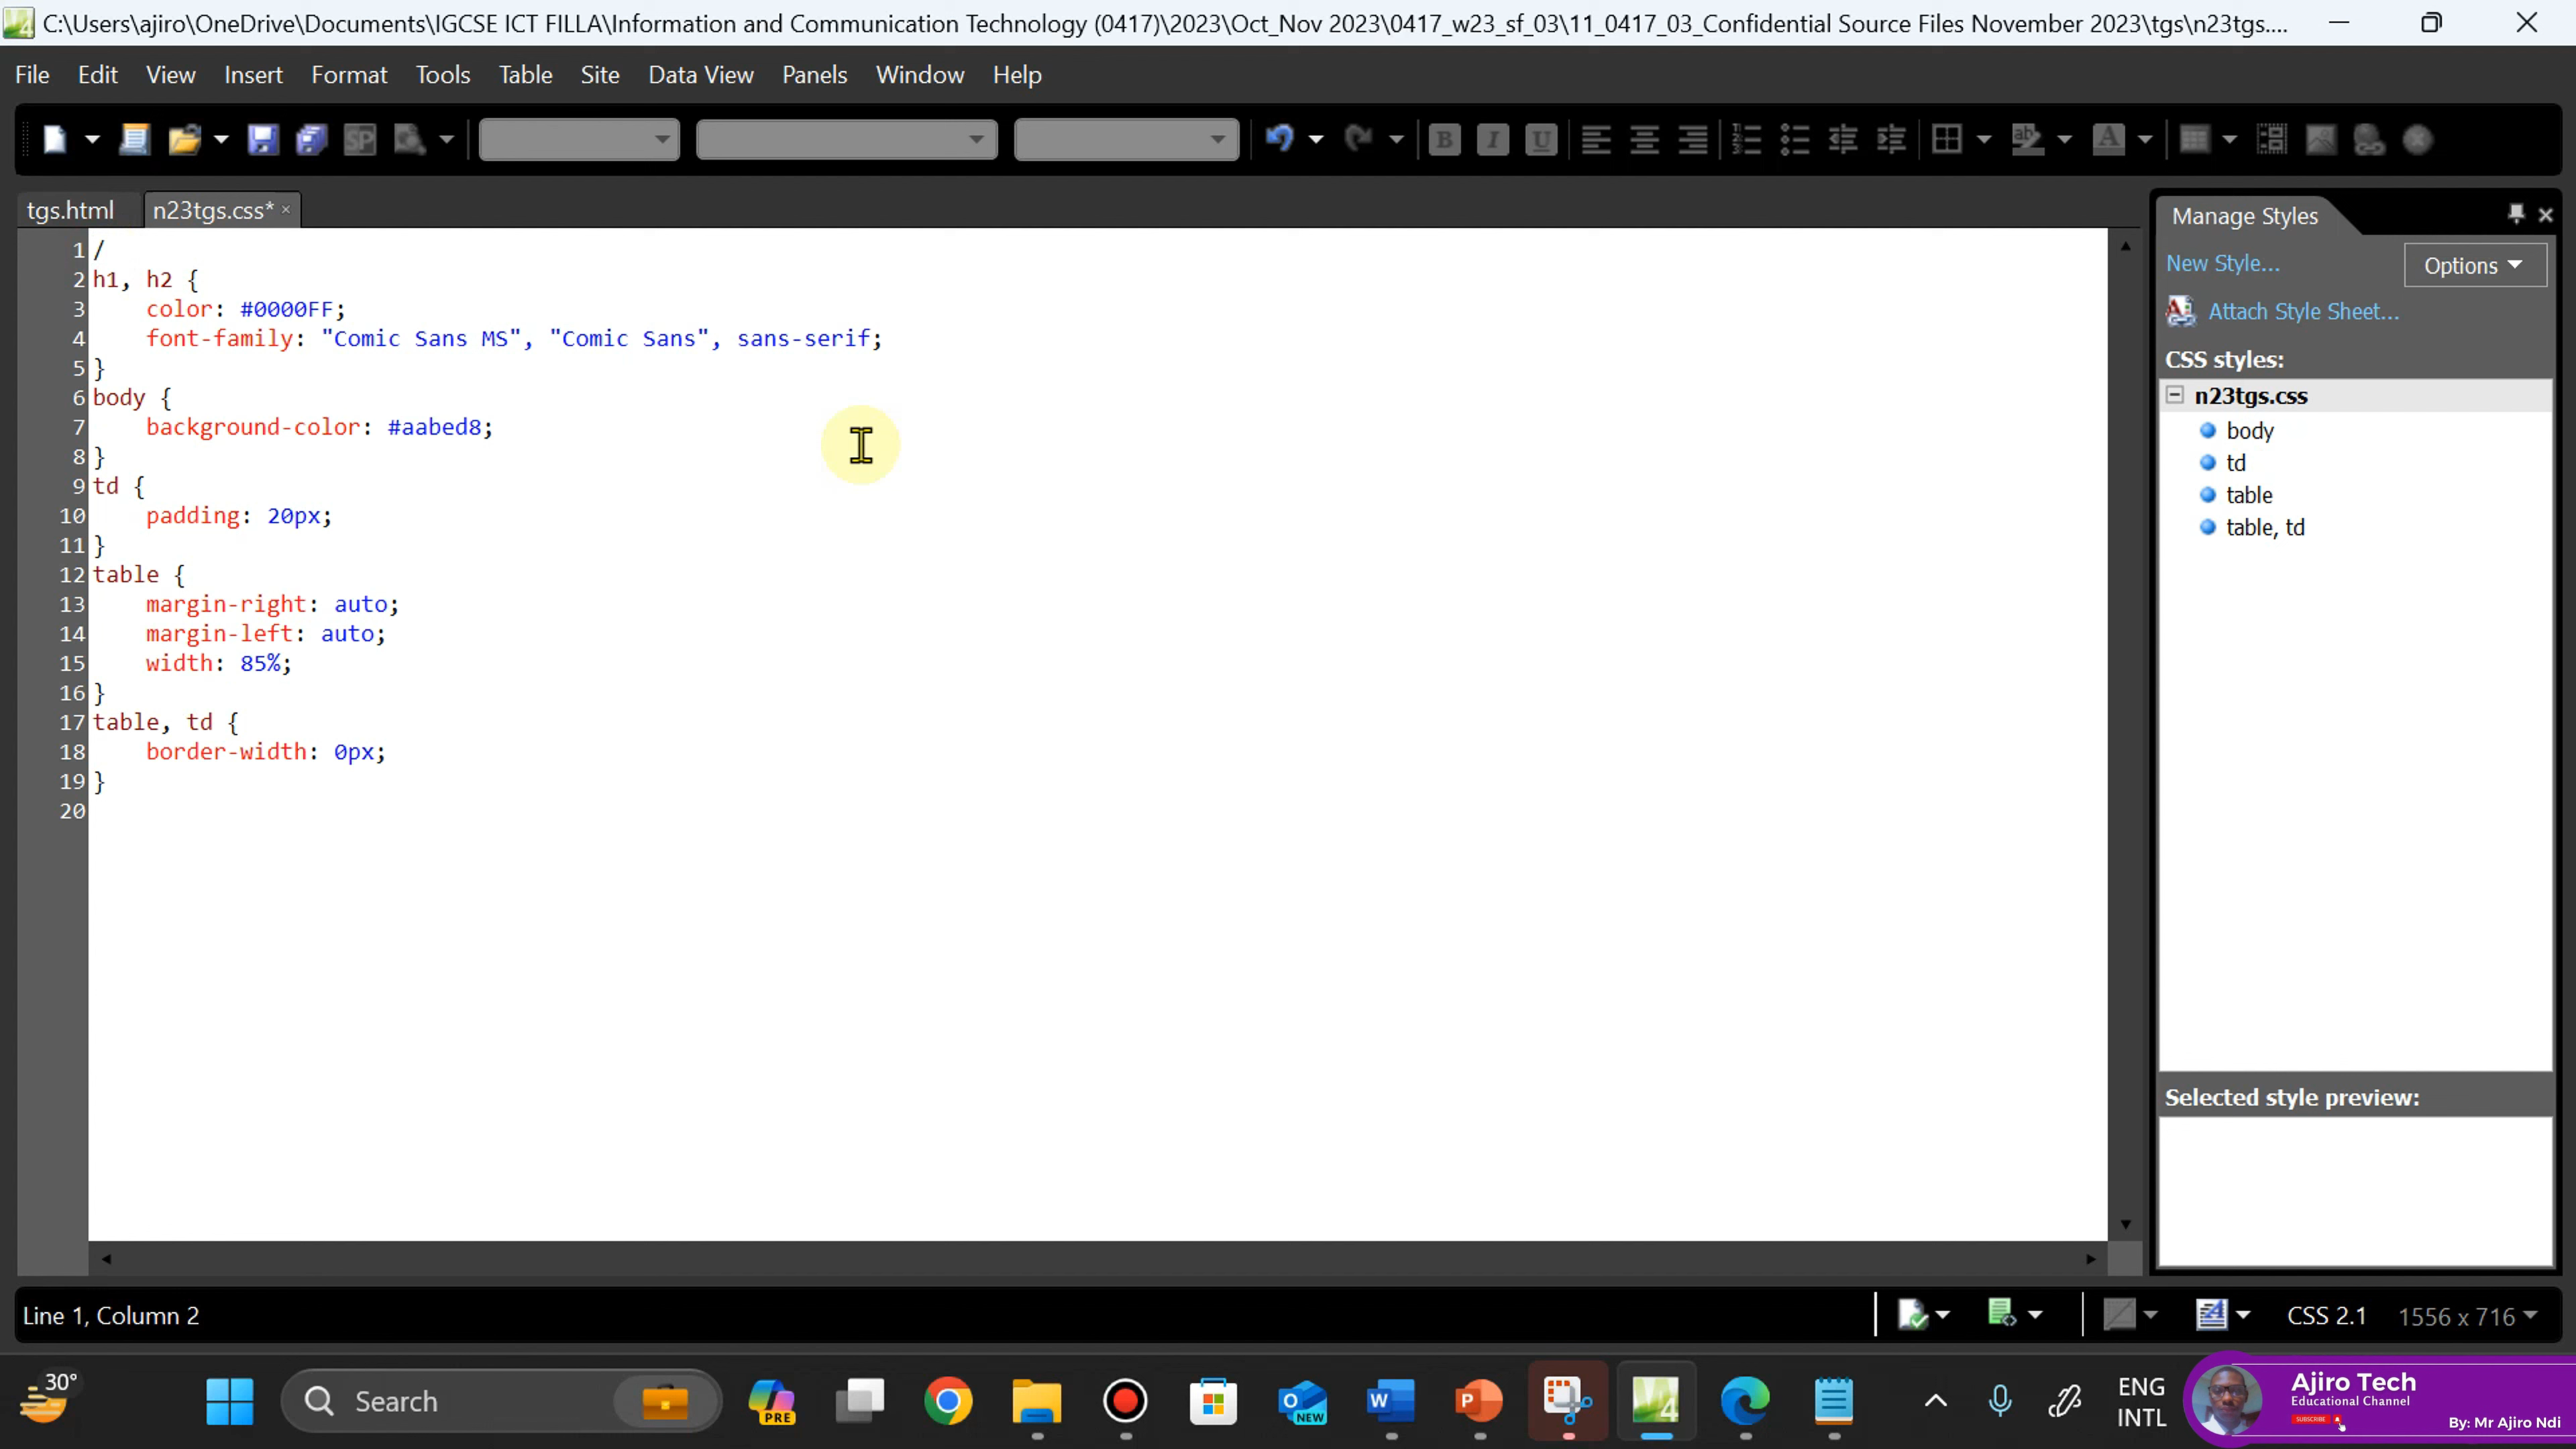 C:\Users\ajiro\OneDrive\Documents\IGCSE ICT FILLA\Information and Communication Technology (0417)\2023\Oct_Nov 2023\0417_w23_sf_03\11_0417_03_Confidential Source Files November 2023\tgs\n23tgs....
File Edit View Insert Format Tools Table Site Data View Panels Window Help
tgs.html n23tgs.css* ×
1 /
2 h1, h2 {
3 color: #0000FF;
4 font-family: "Comic Sans MS", "Comic Sans", sans-serif;
5 }
6 body {
7 background-color: #aabed8;
8 }
9 td {
10 padding: 20px;
11 }
12 table {
13 margin-right: auto;
14 margin-left: auto;
15 width: 85%;
16 }
17 table, td {
18 border-width: 0px;
19 }
20
Manage Styles
New Style...
Options
Attach Style Sheet...
CSS styles:
n23tgs.css
body
td
table
table, td
Selected style preview:
Line 1, Column 2
CSS 2.1
1556 x 716
30°
Search
PRE
NEW
ENG
INTL
Ajiro Tech
Educational Channel
SUBSCRIBE
By: Mr Ajiro Ndi